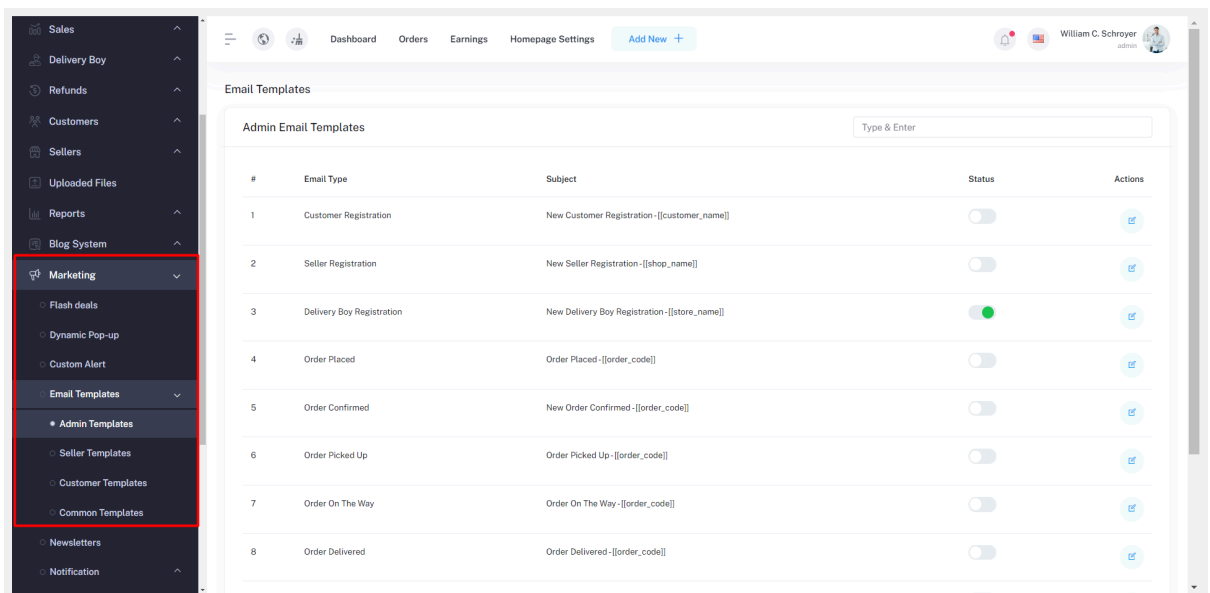 Sales
Delivery Boy
Refunds
Customers
Sellers
Uploaded Files
Reports
Blog System
Marketing
Flash deals
Dynamic Pop-up
Custom Alert
Email Templates
Admin Templates
Seller Templates
Customer Templates
Common Templates
Newsletters
Notification
Dashboard Orders Earnings Homepage Settings Add New + William C. Schroyer
admin
Email Templates
Admin Email Templates Type & Enter
# Email Type Subject Status Actions
1 Customer Registration New Customer Registration - [[customer_name]]
2 Seller Registration New Seller Registration - [[shop_name]]
3 Delivery Boy Registration New Delivery Boy Registration - [[store_name]]
4 Order Placed Order Placed - [[order_code]]
5 Order Confirmed New Order Confirmed - [[order_code]]
6 Order Picked Up Order Picked Up - [[order_code]]
7 Order On The Way Order On The Way - [[order_code]]
8 Order Delivered Order Delivered - [[order_code]]